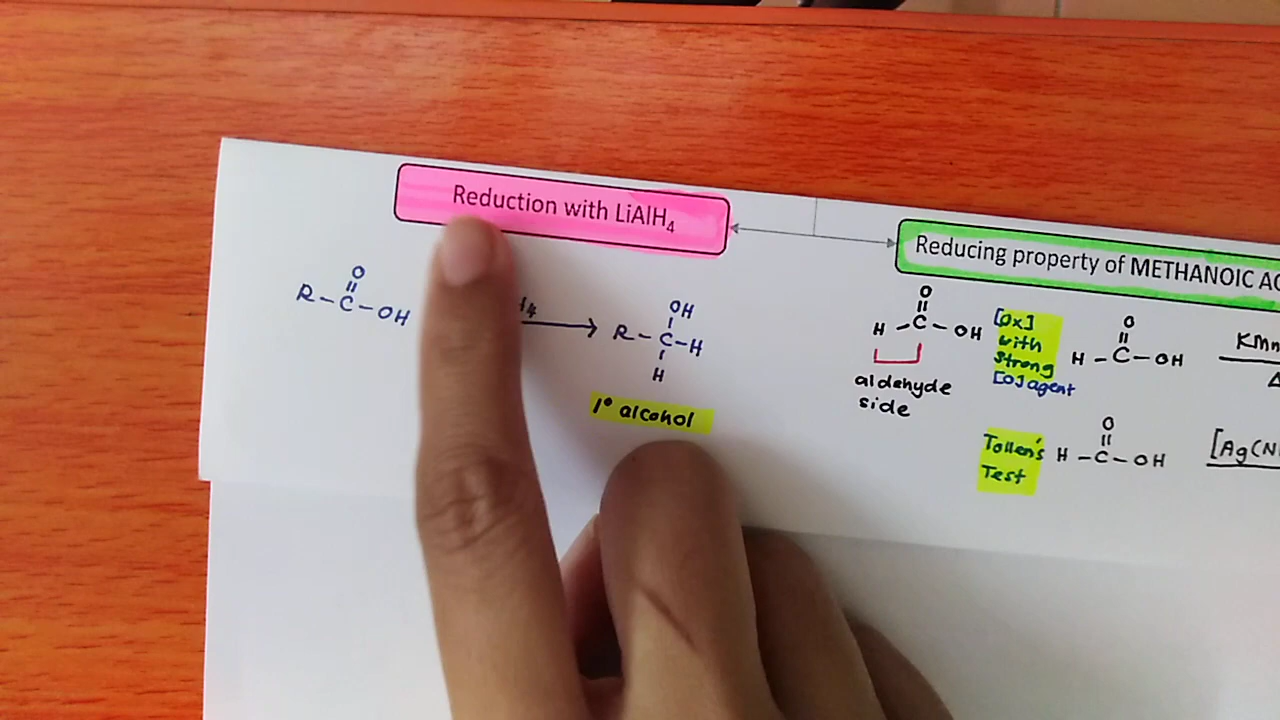 Reduction with LiAlH₄
O
R-C-OH
OH
R-C-H
H
1° alcohol
Reducing property of METHANOIC
O
H-C-OH
aldehyde
side
[Ox]
with
strong
[O]agent
O
H-C-OH
Tollen's
Test
O
H-C-OH